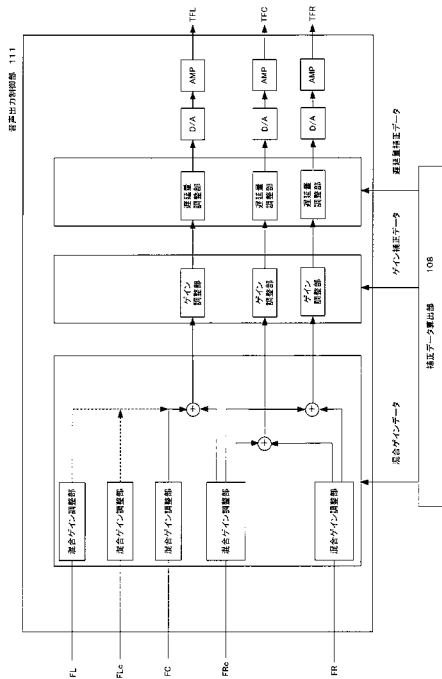 音声出力制御部 111
TFL
TFC
TFR
AMP
AMP
AMP
D/A
D/A
D/A
遅延量
調整部
遅延量
調整部
遅延量
調整部
ゲイン
調整部
ゲイン
調整部
ゲイン
調整部
混合ゲイン調整部
混合ゲイン調整部
混合ゲイン調整部
混合ゲイン調整部
混合ゲイン調整部
FL
FLc
FC
FRc
FR
遅延量補正データ
ゲイン補正データ
混合ゲインデータ
補正データ算出部 108